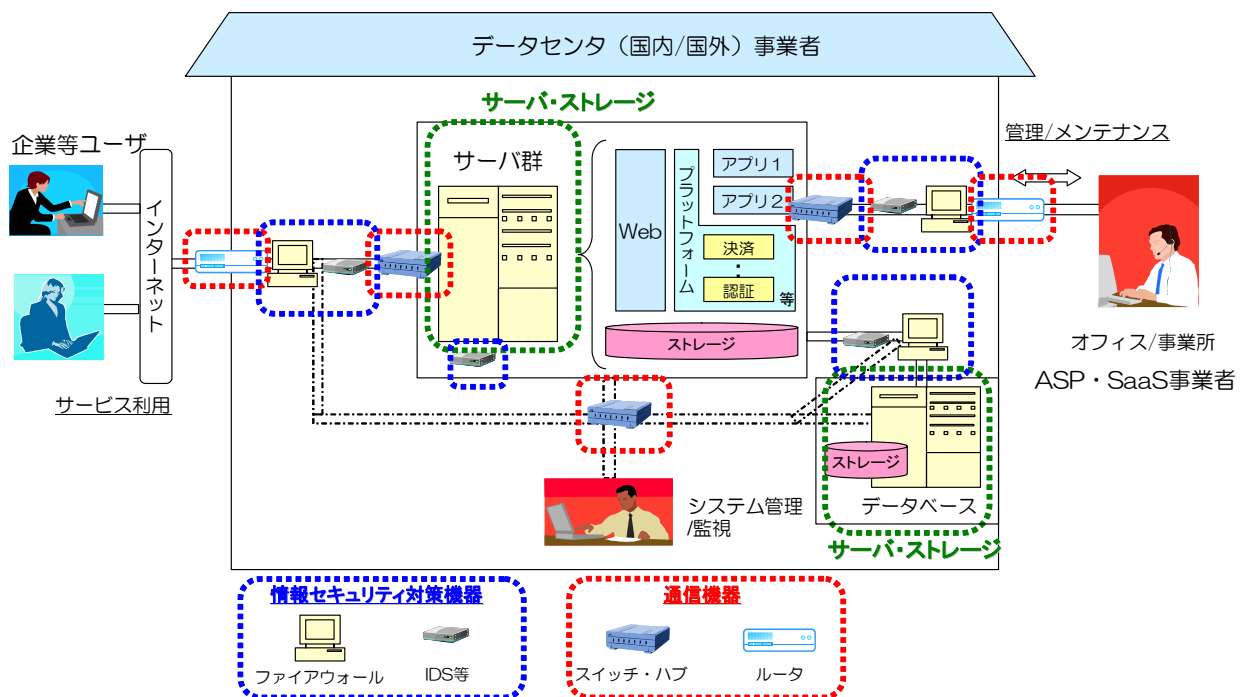 データセンタ（国内/国外）事業者
サーバ・ストレージ
企業等ユーザ
インターネット
サービス利用
サーバ群
Web
プラットフォーム
アプリ１
アプリ２
決済
・
・
認証
等
ストレージ
管理/メンテナンス
オフィス/事業所
ASP・SaaS事業者
ストレージ
データベース
サーバ・ストレージ
システム管理
/監視
情報セキュリティ対策機器
ファイアウォール
IDS等
通信機器
スイッチ・ハブ
ルータ